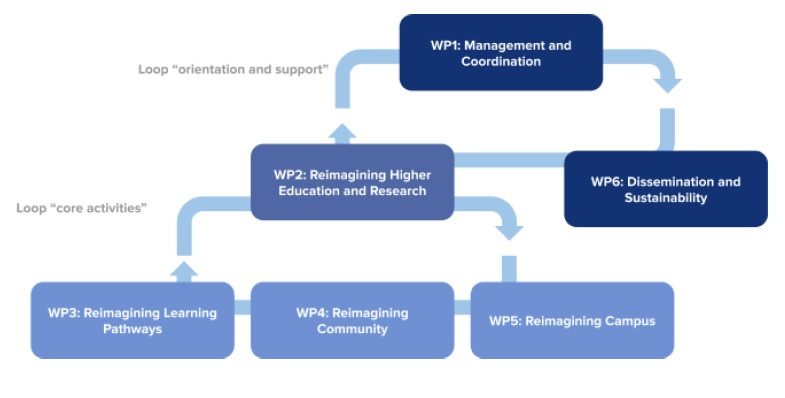 WP1: Management and
Coordination
Loop “orientation and support”
WP2: Reimagining Higher
Education and Research
WP6: Dissemination and
Sustainability
Loop “core activities”
WP3: Reimagining Learning
Pathways
WP4: Reimagining
Community
WP5: Reimagining Campus